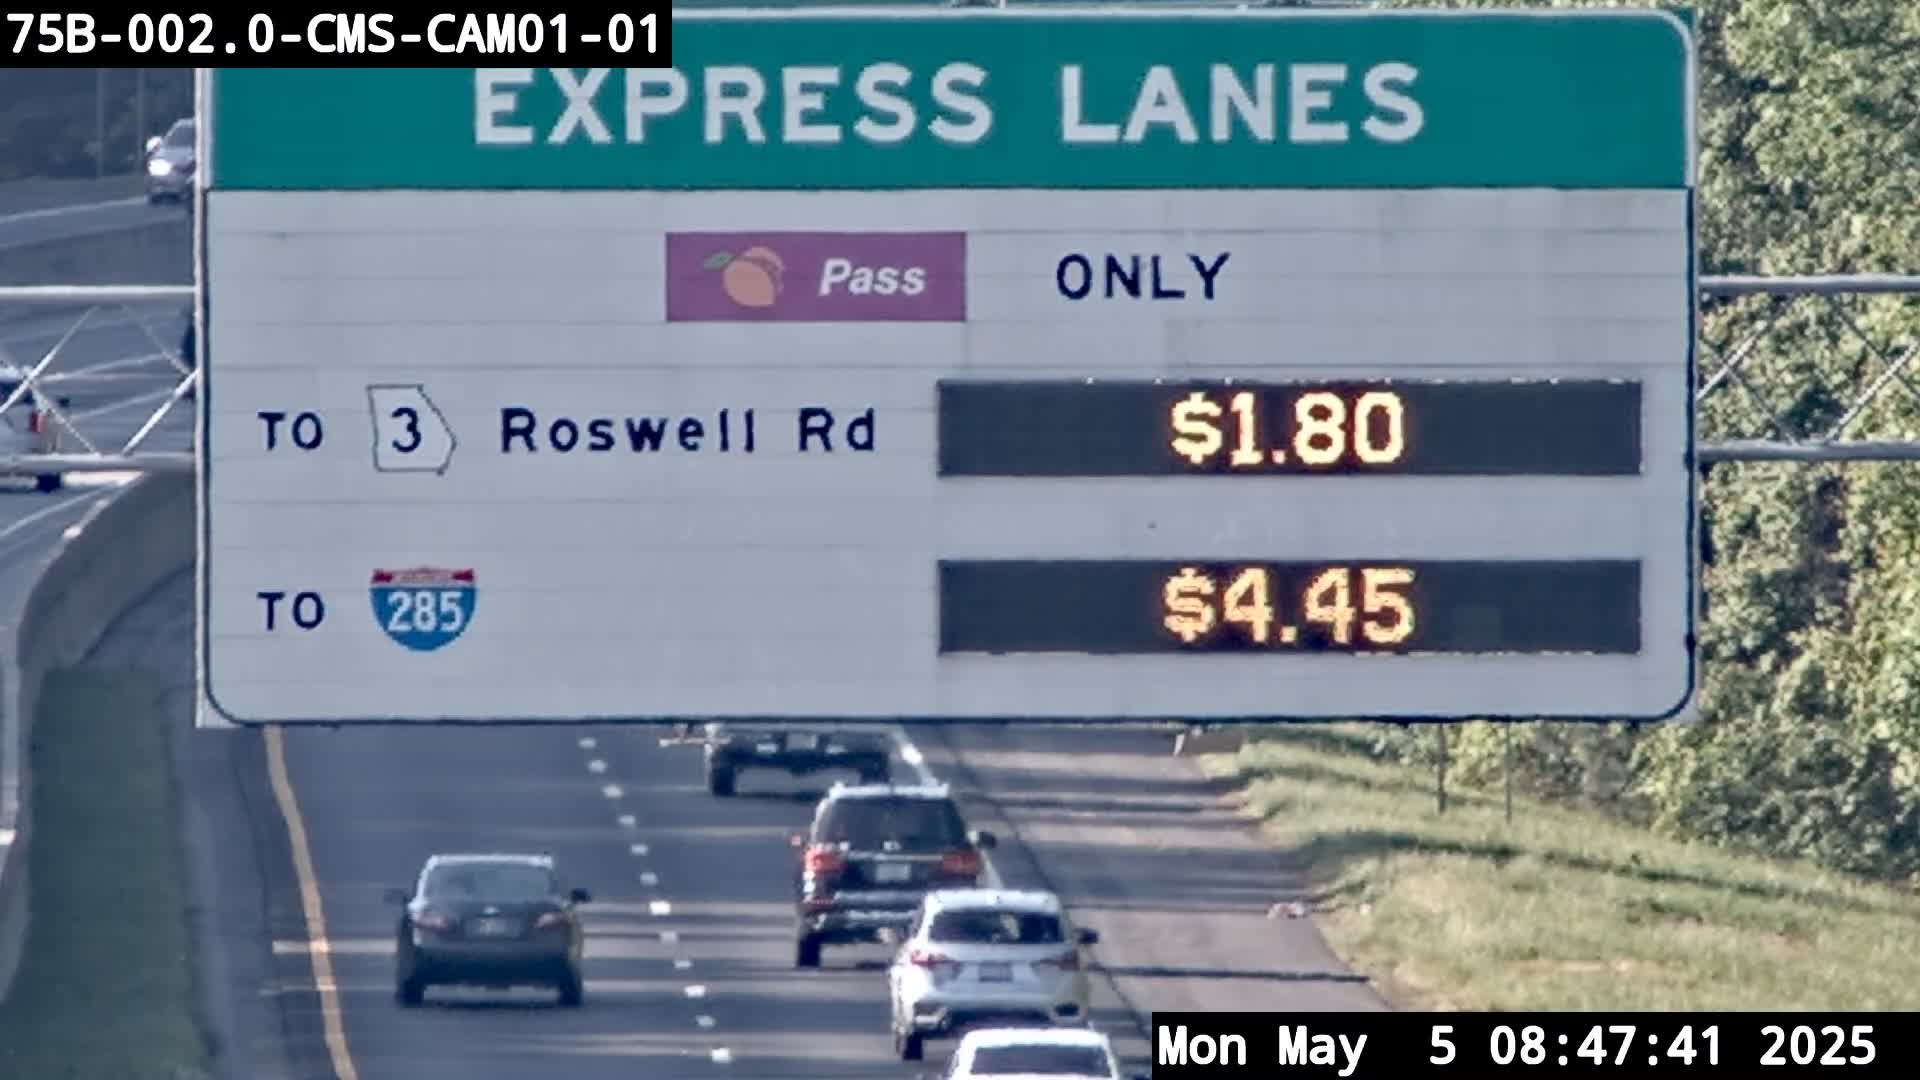 75B-002.0-CMS-CAM01-01
EXPRESS LANES
Pass ONLY
TO 3 Roswell Rd $1.80
TO 285 $4.45
Mon May 5 08:47:41 2025